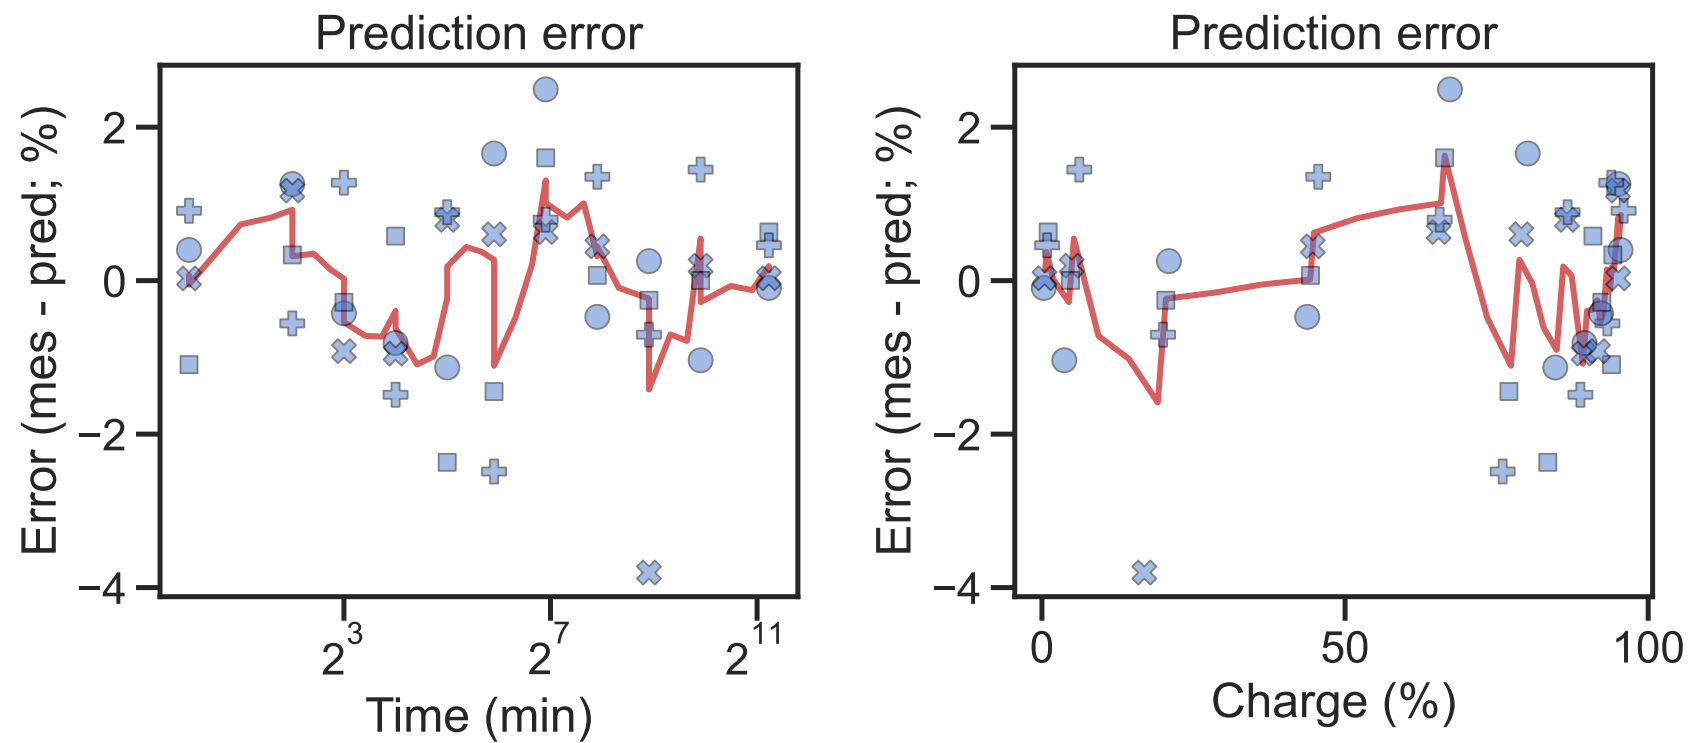 Prediction error
Error (mes - pred; %)
2
0
−2
−4
2^3
2^7
2^11
Time (min)
Prediction error
Error (mes - pred; %)
2
0
−2
−4
0
50
100
Charge (%)